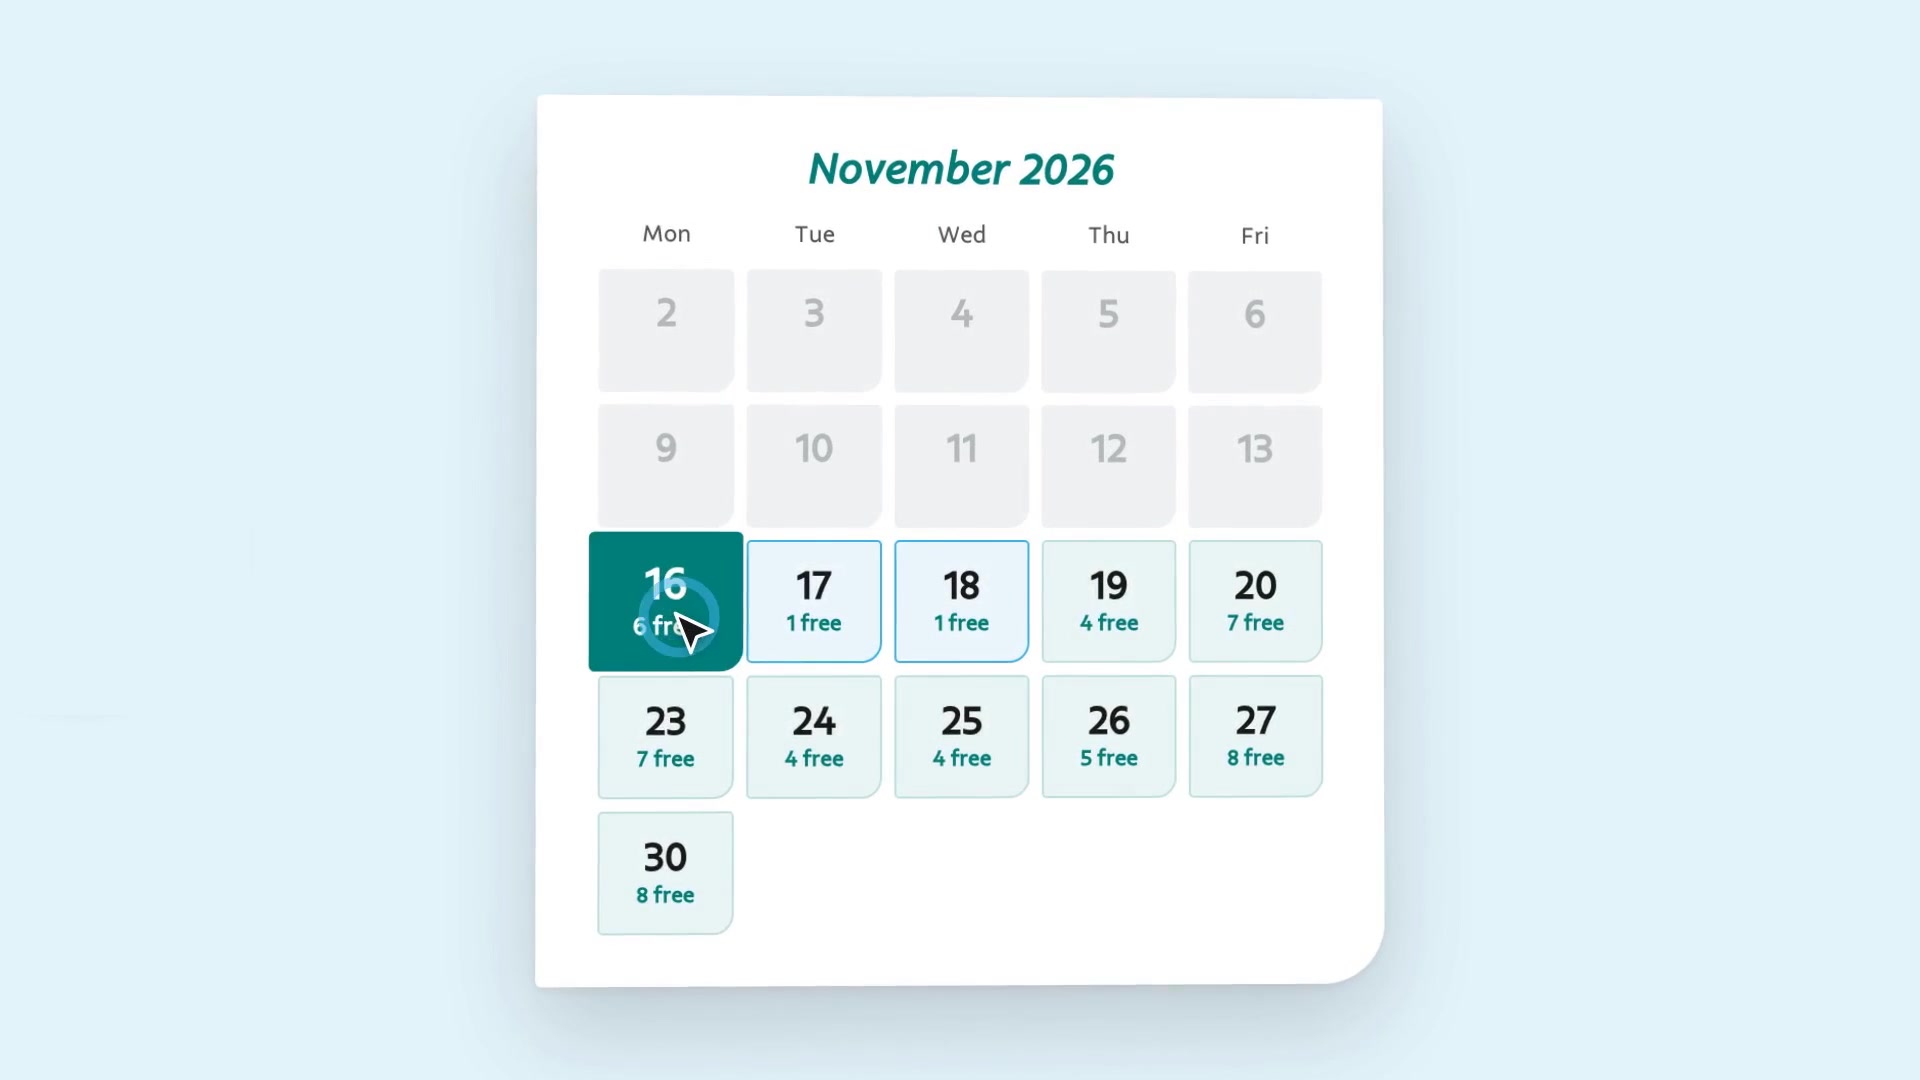 November 2026
Mon Tue Wed Thu Fri
2 3 4 5 6
9 10 11 12 13
16 17 18 19 20
6 free 1 free 1 free 4 free 7 free
23 24 25 26 27
7 free 4 free 4 free 5 free 8 free
30
8 free